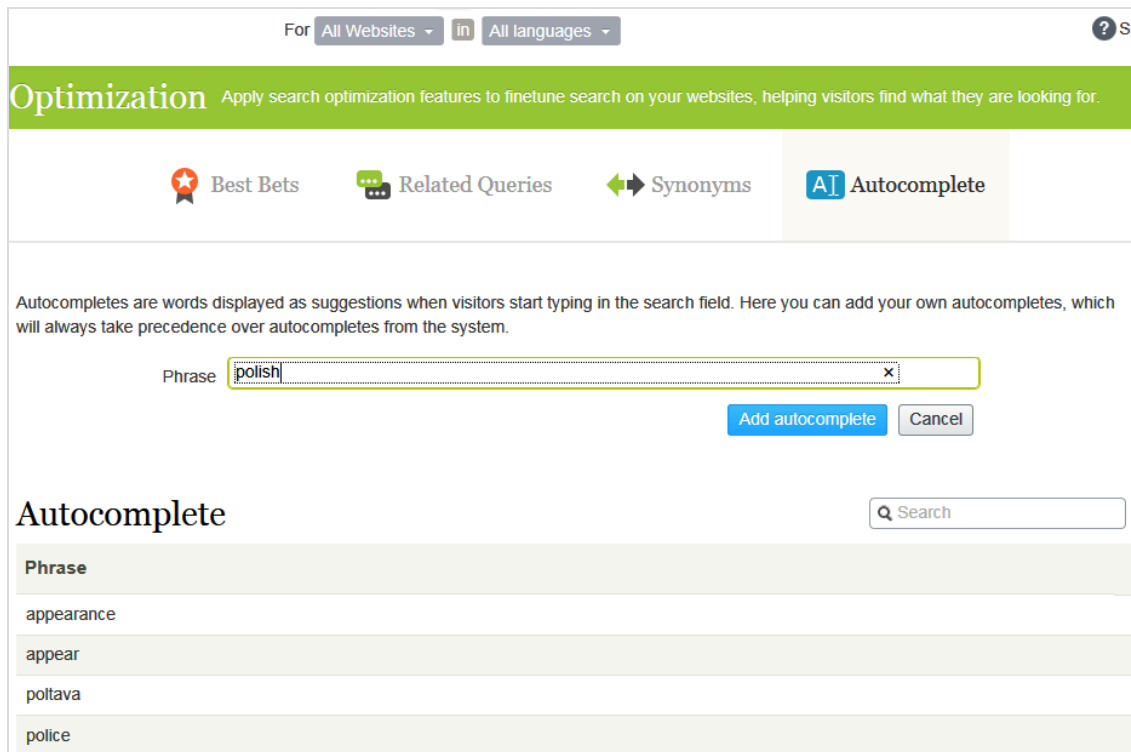 For All Websites in All languages ? S
Optimization Apply search optimization features to finetune search on your websites, helping visitors find what they are looking for.
Best Bets Related Queries Synonyms AI Autocomplete
Autocompletes are words displayed as suggestions when visitors start typing in the search field. Here you can add your own autocompletes, which
will always take precedence over autocompletes from the system.
Phrase polish ×
Add autocomplete Cancel
Autocomplete Search
Phrase
appearance
appear
poltava
police